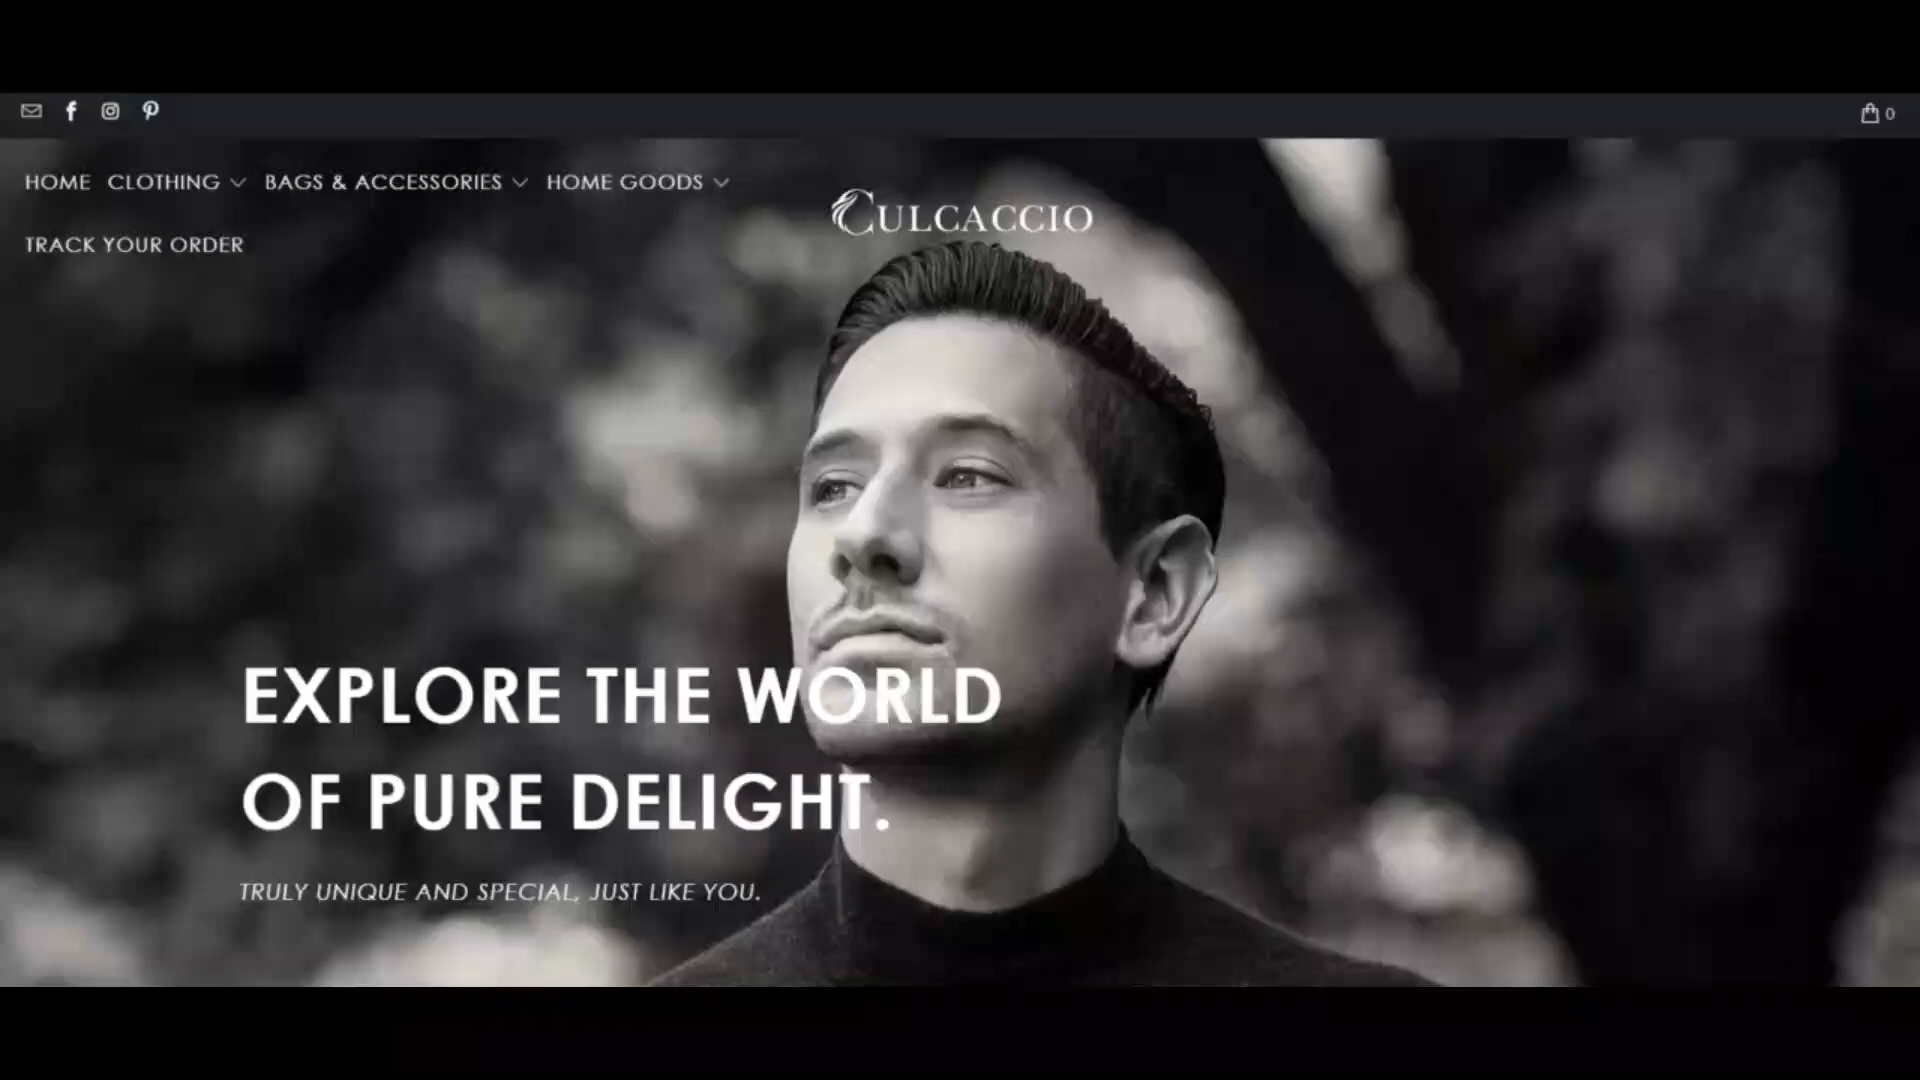 0
HOME CLOTHING BAGS & ACCESSORIES HOME GOODS
CULCACCIO
TRACK YOUR ORDER
EXPLORE THE WORLD
OF PURE DELIGHT.
TRULY UNIQUE AND SPECIAL, JUST LIKE YOU.